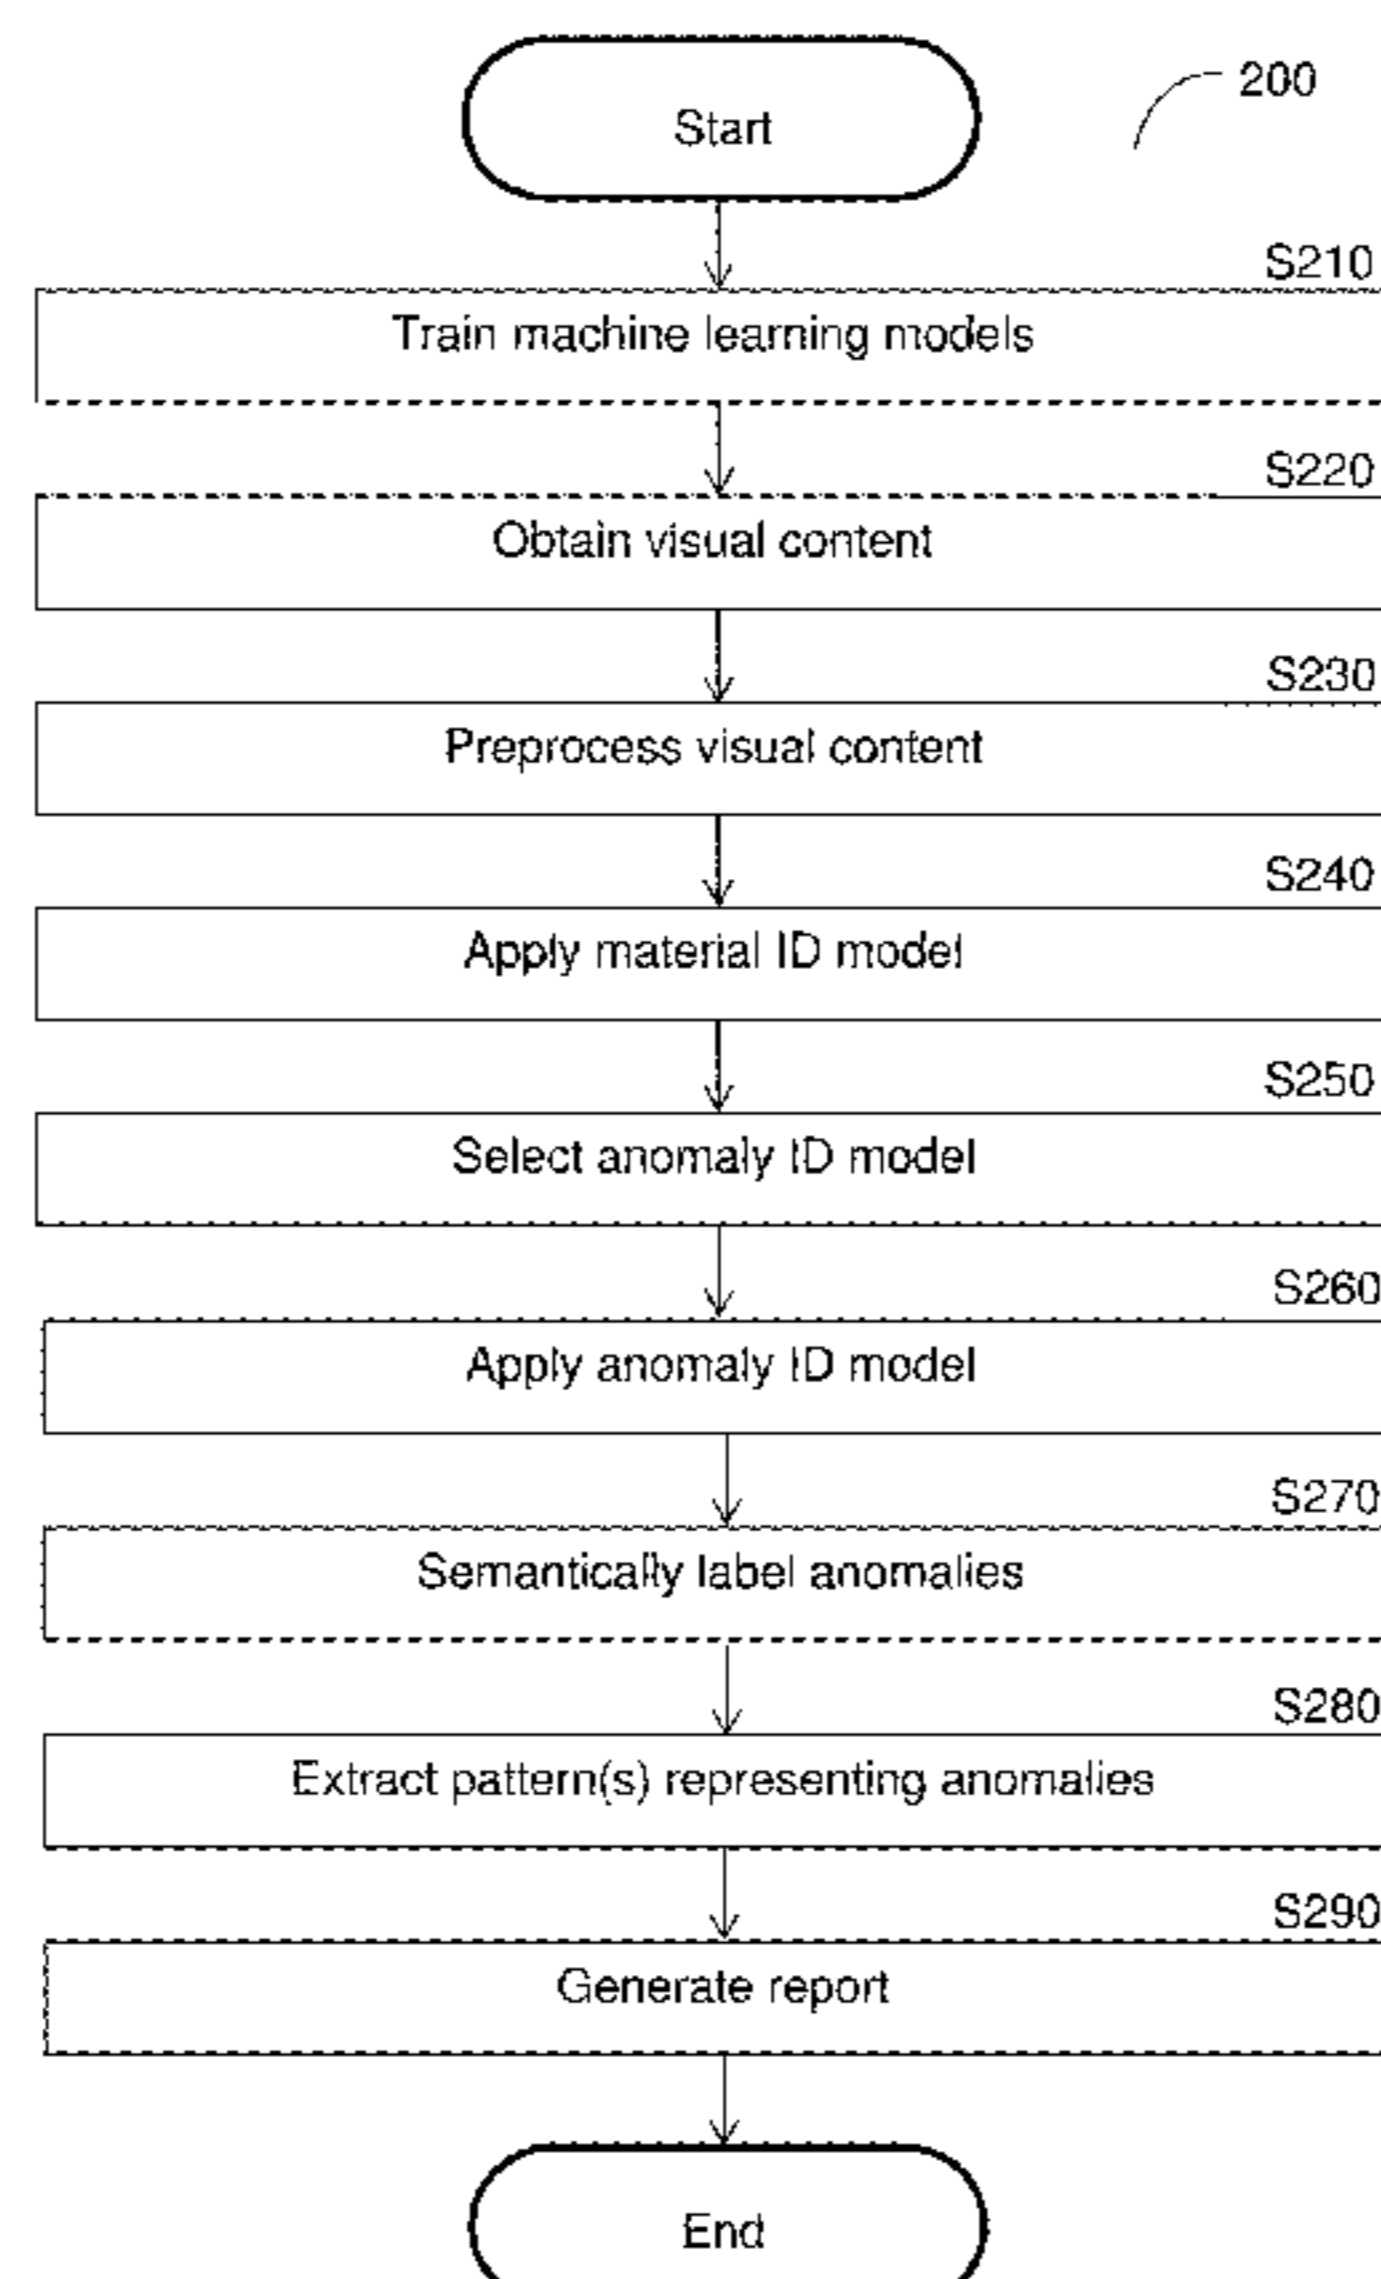 Start
200
S210
Train machine learning models
S220
Obtain visual content
S230
Preprocess visual content
S240
Apply material ID model
S250
Select anomaly ID model
S260
Apply anomaly ID model
S270
Semantically label anomalies
S280
Extract pattern(s) representing anomalies
S290
Generate report
End